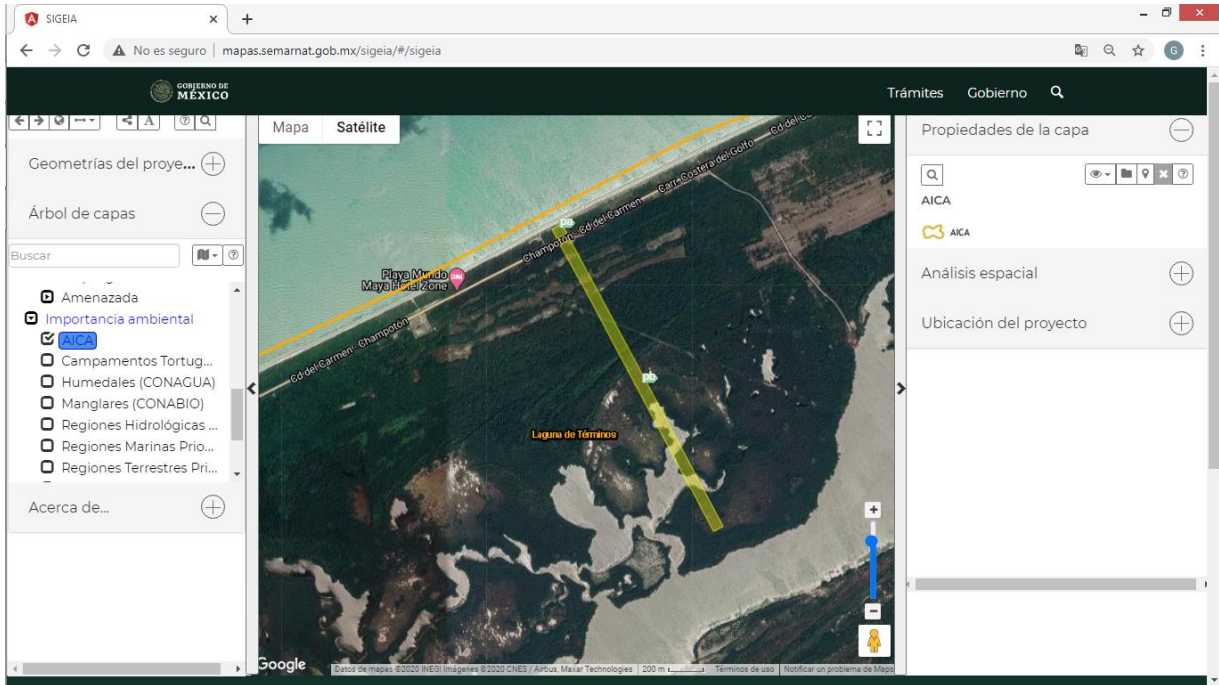 SIGEIA
No es seguro | mapas.semarnat.gob.mx/sigeia/#/sigeia
G
GOBIERNO DE
MÉXICO
Trámites Gobierno
A
Geometrías del proye...
Árbol de capas
Buscar
Amenazada
Importancia ambiental
AICA
Campamentos Tortug...
Humedales (CONAGUA)
Manglares (CONABIO)
Regiones Hidrológicas ...
Regiones Marinas Prio...
Regiones Terrestres Pri...
Acerca de...
Mapa Satélite
Cd del C
Carr. Costera del Golfo
Champotón - Cd del Carmen
pa
Playa Mundo
Maya Hotel Zone
Cd del Carmen - Champotón
pb
Laguna de Términos
Google
Datos de mapas ©2020 INEGI Imágenes ©2020 CNES / Airbus, Maxar Technologies 200 m Términos de uso Notificar un problema de Maps
Propiedades de la capa
AICA
AICA
Análisis espacial
Ubicación del proyecto